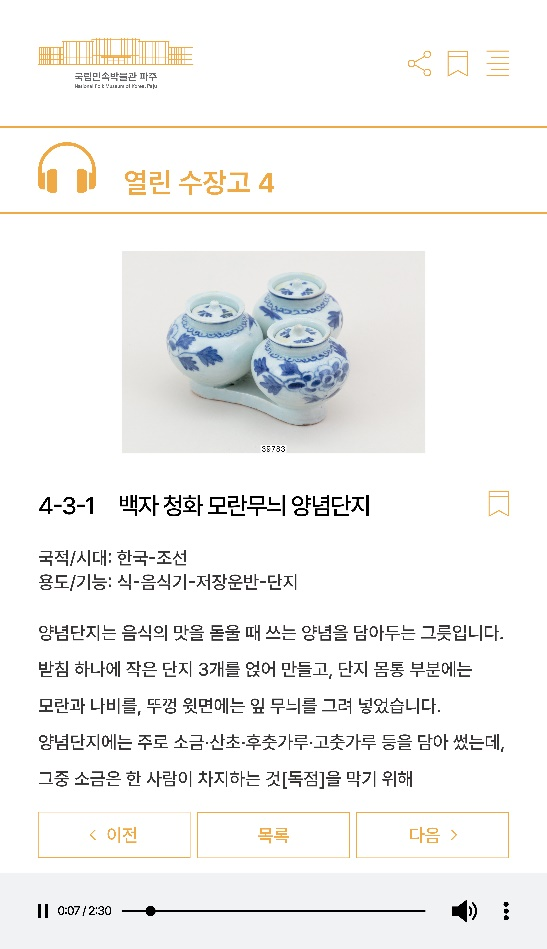 국립민속박물관 파주
National Folk Museum of Korea, Paju
열린 수장고 4
39783
4-3-1 백자 청화 모란무늬 양념단지
국적/시대: 한국-조선
용도/기능: 식-음식기-저장운반-단지
양념단지는 음식의 맛을 돋울 때 쓰는 양념을 담아두는 그릇입니다.
받침 하나에 작은 단지 3개를 얹어 만들고, 단지 몸통 부분에는
모란과 나비를, 뚜껑 윗면에는 잎 무늬를 그려 넣었습니다.
양념단지에는 주로 소금·산초·후춧가루·고춧가루 등을 담아 썼는데,
그중 소금은 한 사람이 차지하는 것[독점]을 막기 위해
< 이전
목록
다음 >
0:07 / 2:30